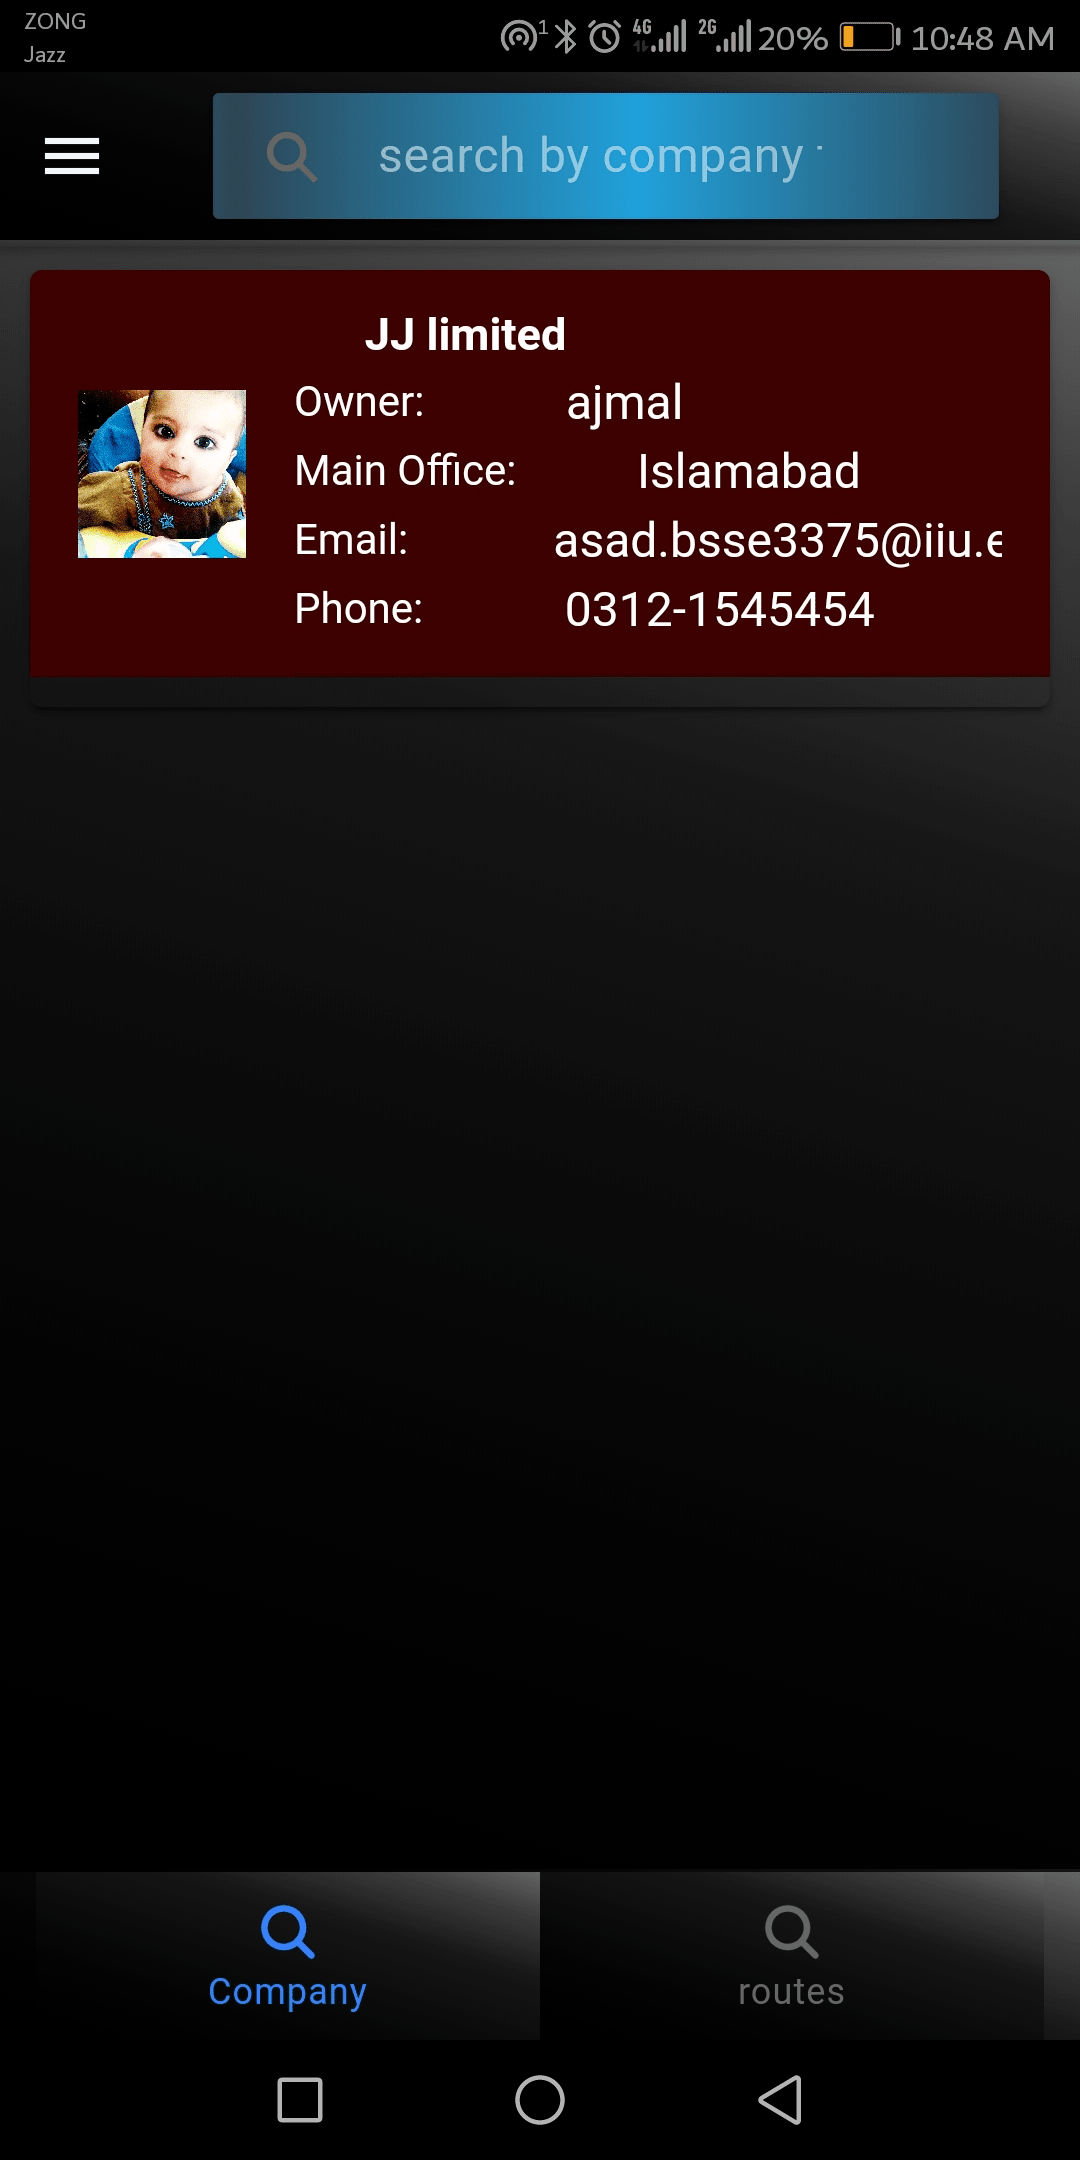 ZONG
Jazz
1 4G 2G 20% 10:48 AM
search by company
JJ limited
Owner: ajmal
Main Office: Islamabad
Email: asad.bsse3375@iiu.e
Phone: 0312-1545454
Company routes